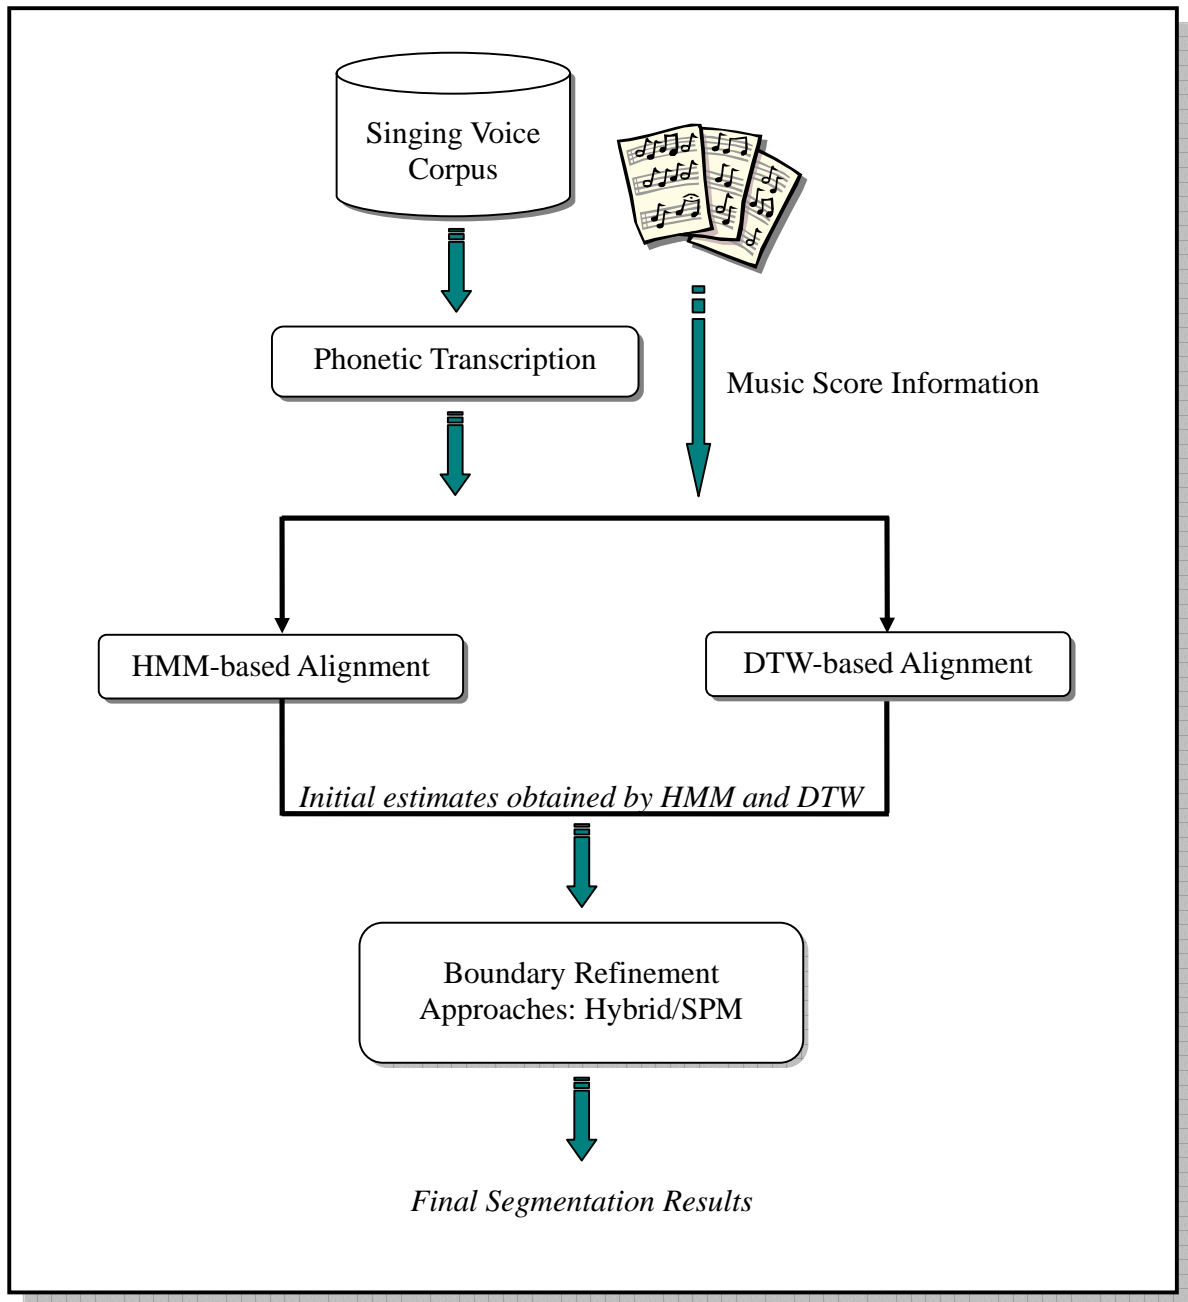 Singing Voice
Corpus
Phonetic Transcription
Music Score Information
HMM-based Alignment
DTW-based Alignment
Initial estimates obtained by HMM and DTW
Boundary Refinement
Approaches: Hybrid/SPM
Final Segmentation Results